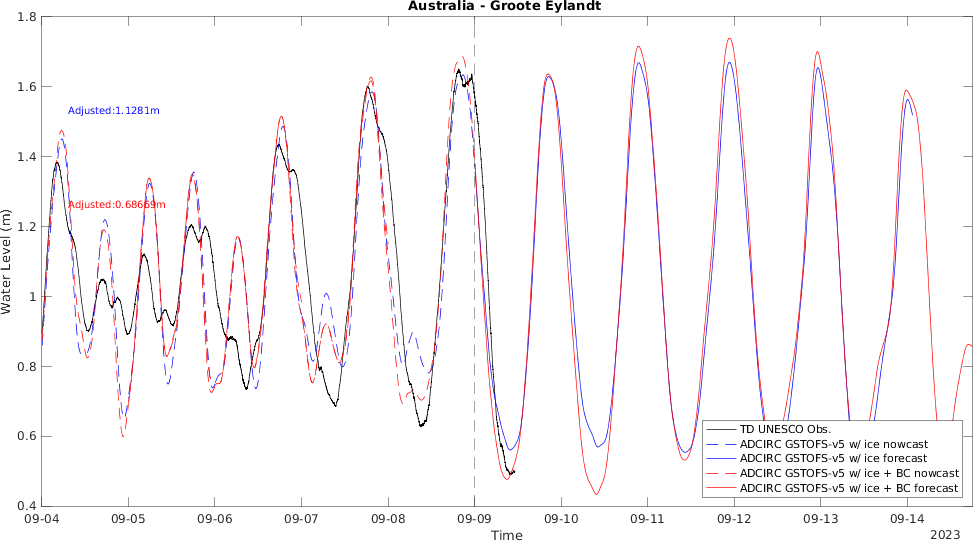 Australia - Groote Eylandt
1.8
1.6
1.4
1.2
1
0.8
0.6
0.4
Water Level (m)
Adjusted:1.1281m
Adjusted:0.68669m
TD UNESCO Obs.
ADCIRC GSTOFS-v5 w/ ice nowcast
ADCIRC GSTOFS-v5 w/ ice forecast
ADCIRC GSTOFS-v5 w/ ice + BC nowcast
ADCIRC GSTOFS-v5 w/ ice + BC forecast
09-04 09-05 09-06 09-07 09-08 09-09 09-10 09-11 09-12 09-13 09-14
Time
2023